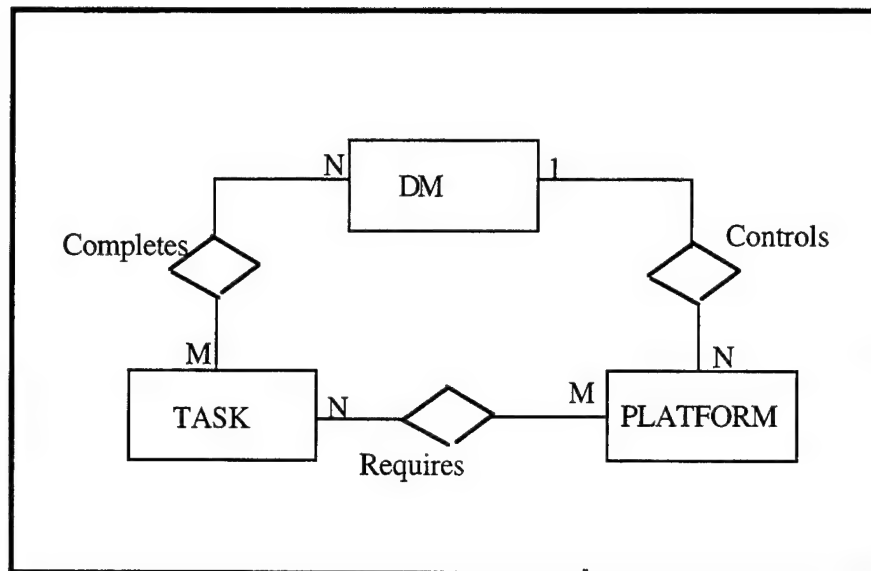 N
DM
1
Completes
Controls
M
N
TASK
N
M
PLATFORM
Requires